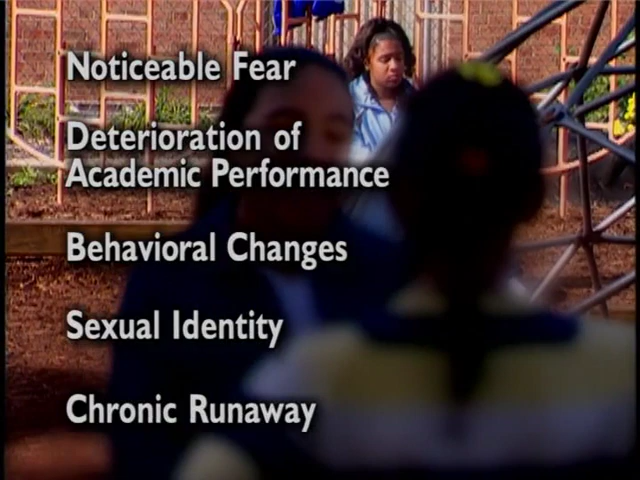 Noticeable Fear
Deterioration of
Academic Performance
Behavioral Changes
Sexual Identity
Chronic Runaway